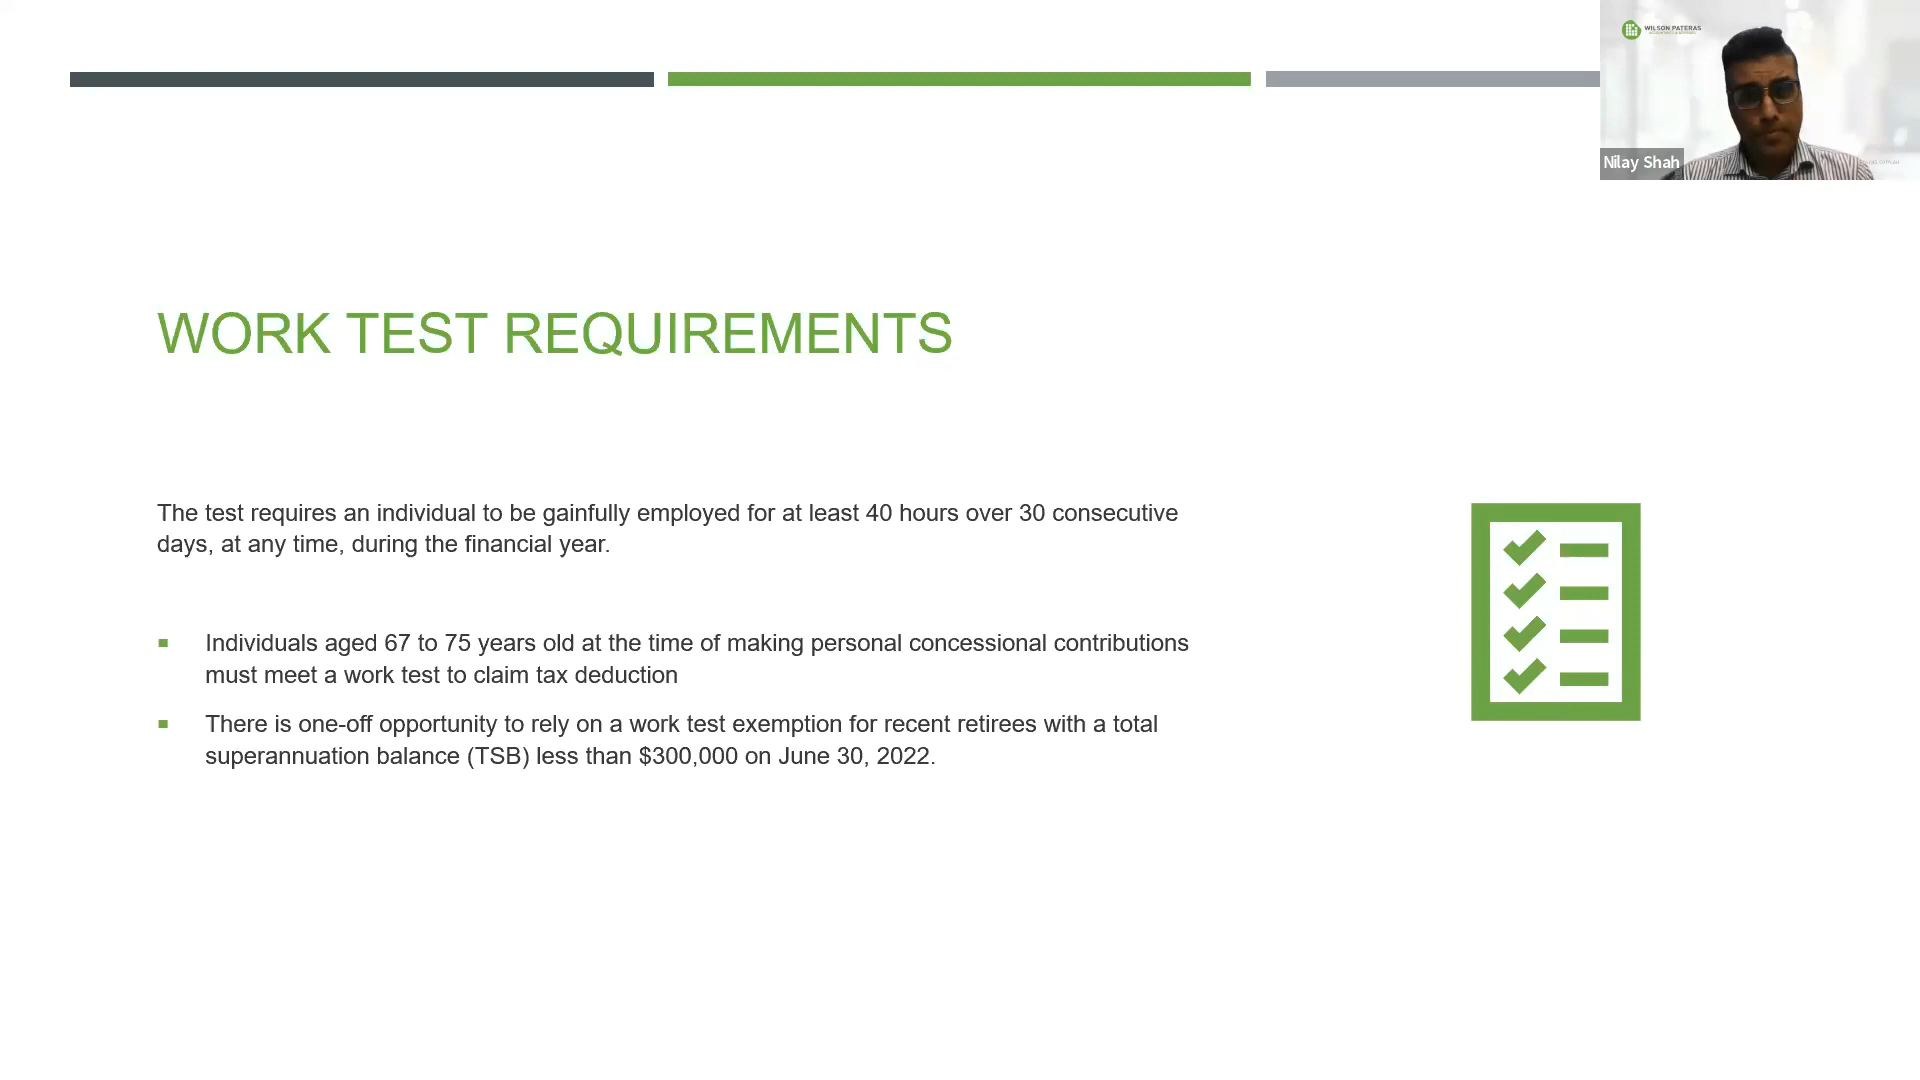 WILSON PATERAS
Nilay Shah
WORK TEST REQUIREMENTS
The test requires an individual to be gainfully employed for at least 40 hours over 30 consecutive
days, at any time, during the financial year.
Individuals aged 67 to 75 years old at the time of making personal concessional contributions
must meet a work test to claim tax deduction
There is one-off opportunity to rely on a work test exemption for recent retirees with a total
superannuation balance (TSB) less than $300,000 on June 30, 2022.